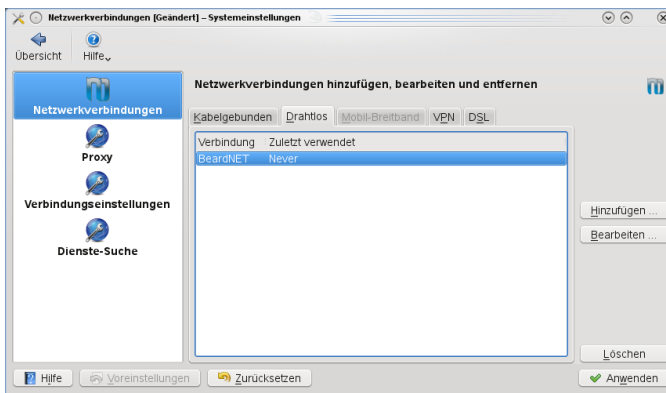 Netzwerkverbindungen [Geändert] – Systemeinstellungen
Übersicht Hilfe
Netzwerkverbindungen
Proxy
Verbindungseinstellungen
Dienste-Suche
Netzwerkverbindungen hinzufügen, bearbeiten und entfernen
Kabelgebunden Drahtlos Mobil-Breitband VPN DSL
Verbindung Zuletzt verwendet
BeardNET Never
Hinzufügen ...
Bearbeiten ...
Löschen
Hilfe Voreinstellungen Zurücksetzen Anwenden